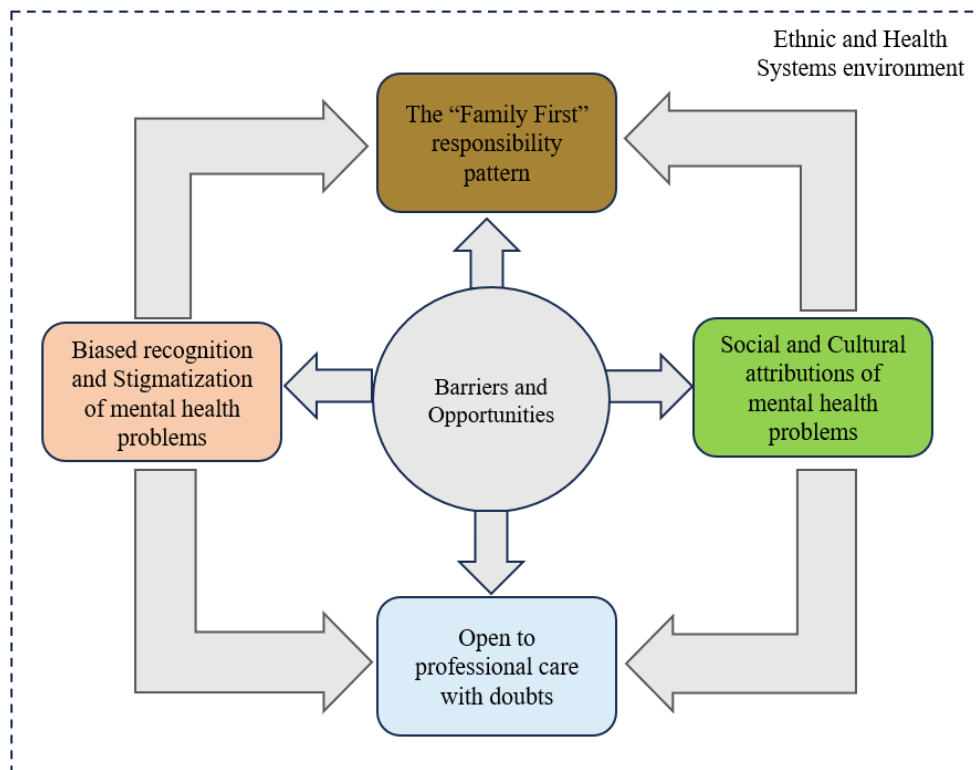 Ethnic and Health
Systems environment
The “Family First”
responsibility
pattern
Biased recognition
and Stigmatization
of mental health
problems
Barriers and
Opportunities
Social and Cultural
attributions of
mental health
problems
Open to
professional care
with doubts